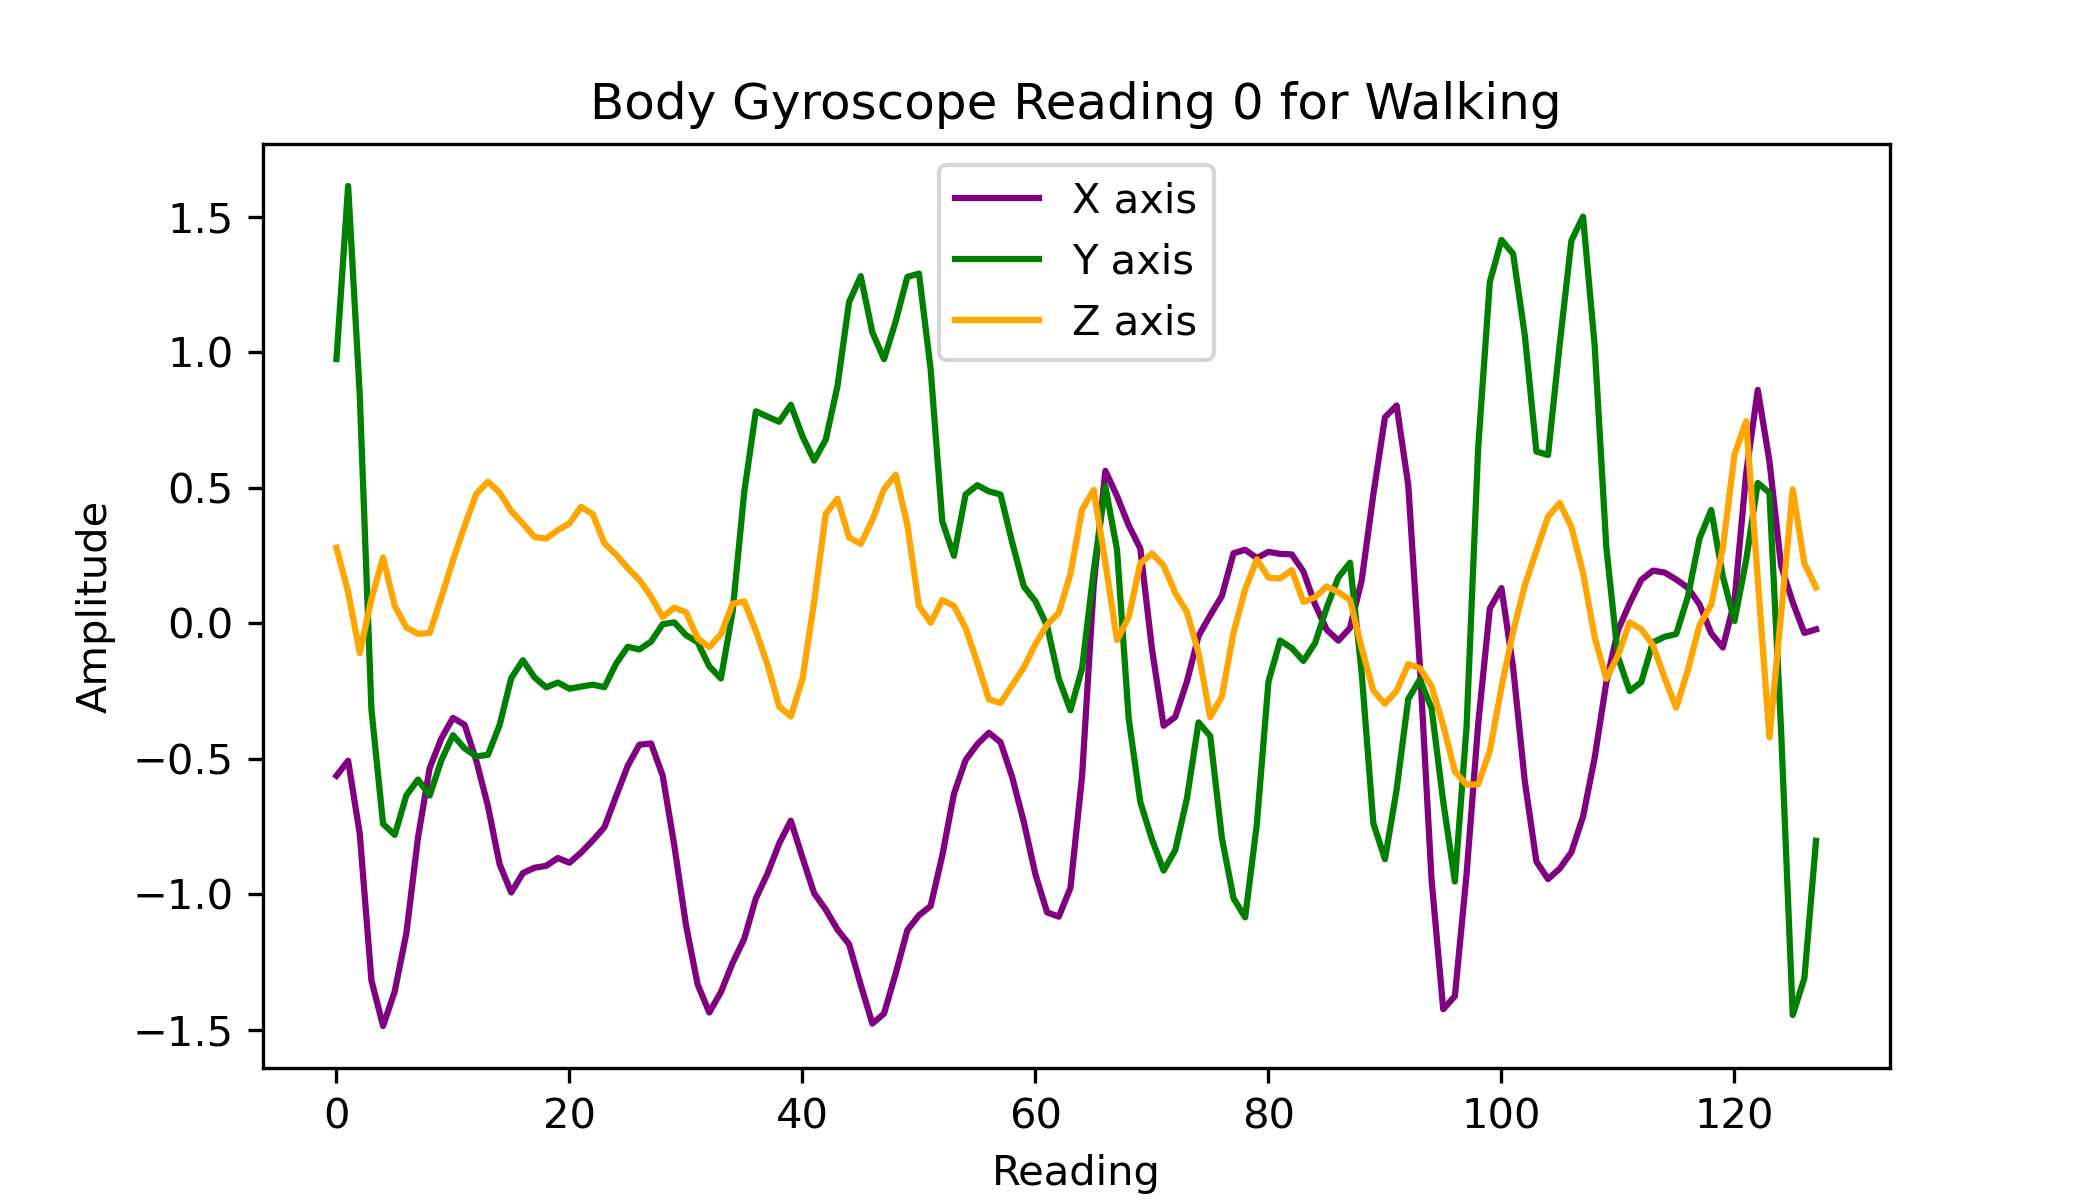 Body Gyroscope Reading 0 for Walking
X axis
Y axis
Z axis
1.5
1.0
0.5
0.0
−0.5
−1.0
−1.5
Amplitude
0 20 40 60 80 100 120
Reading